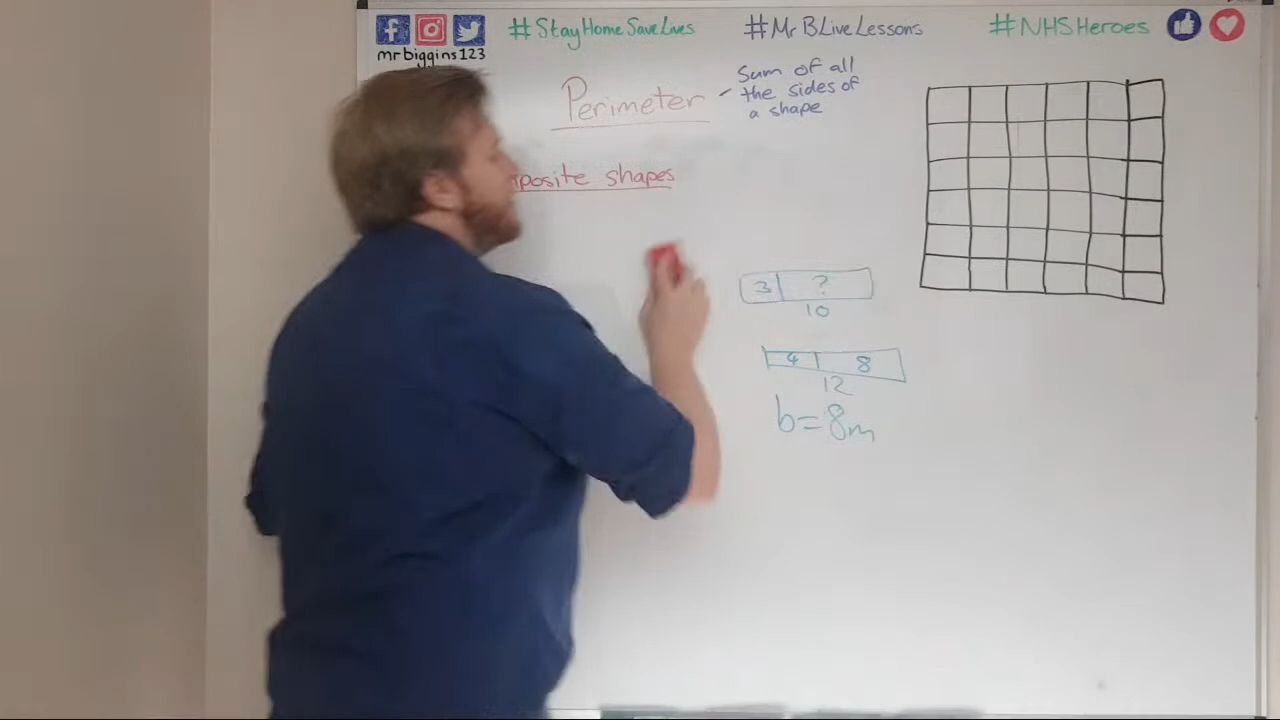 #StayHomeSaveLives
#MrBLiveLessons
#NHSHeroes
mrbiggins123
Perimeter - Sum of all
the sides of
a shape
posite shapes
3 ?
10
4 8
12
b=8m